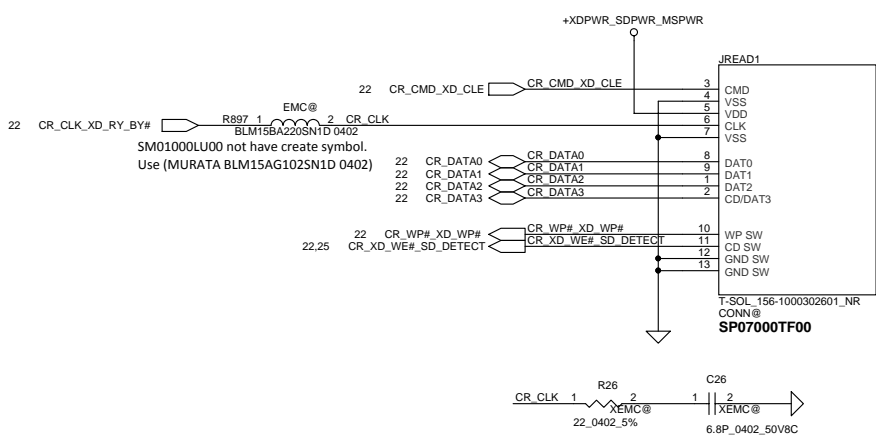 +XDPWR_SDPWR_MSPWR
JREAD1
22 CR_CMD_XD_CLE CR_CMD_XD_CLE 3 CMD
4 VSS
5 VDD
EMC@
22 CR_CLK_XD_RY_BY# R897 1 2 CR_CLK 6 CLK
BLM15BA220SN1D 0402 7 VSS
SM01000LU00 not have create symbol.
Use (MURATA BLM15AG102SN1D 0402)
22 CR_DATA0 CR_DATA0 8 DAT0
22 CR_DATA1 CR_DATA1 9 DAT1
22 CR_DATA2 CR_DATA2 1 DAT2
22 CR_DATA3 CR_DATA3 2 CD/DAT3
22 CR_WP#_XD_WP# CR_WP#_XD_WP# 10 WP SW
22,25 CR_XD_WE#_SD_DETECT CR_XD_WE#_SD_DETECT 11 CD SW
12 GND SW
13 GND SW
T-SOL_156-1000302601_NR
CONN@
SP07000TF00
R26 C26
CR_CLK 1 2 1 2
XEMC@ XEMC@
22_0402_5% 6.8P_0402_50V8C